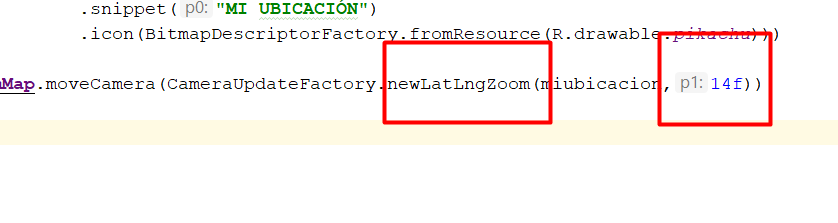 .snippet( p0: "MI UBICACIÓN")
.icon(BitmapDescriptorFactory.fromResource(R.drawable.pikachu)))
Map.moveCamera(CameraUpdateFactory.newLatLngZoom(miubicacion, p1: 14f))